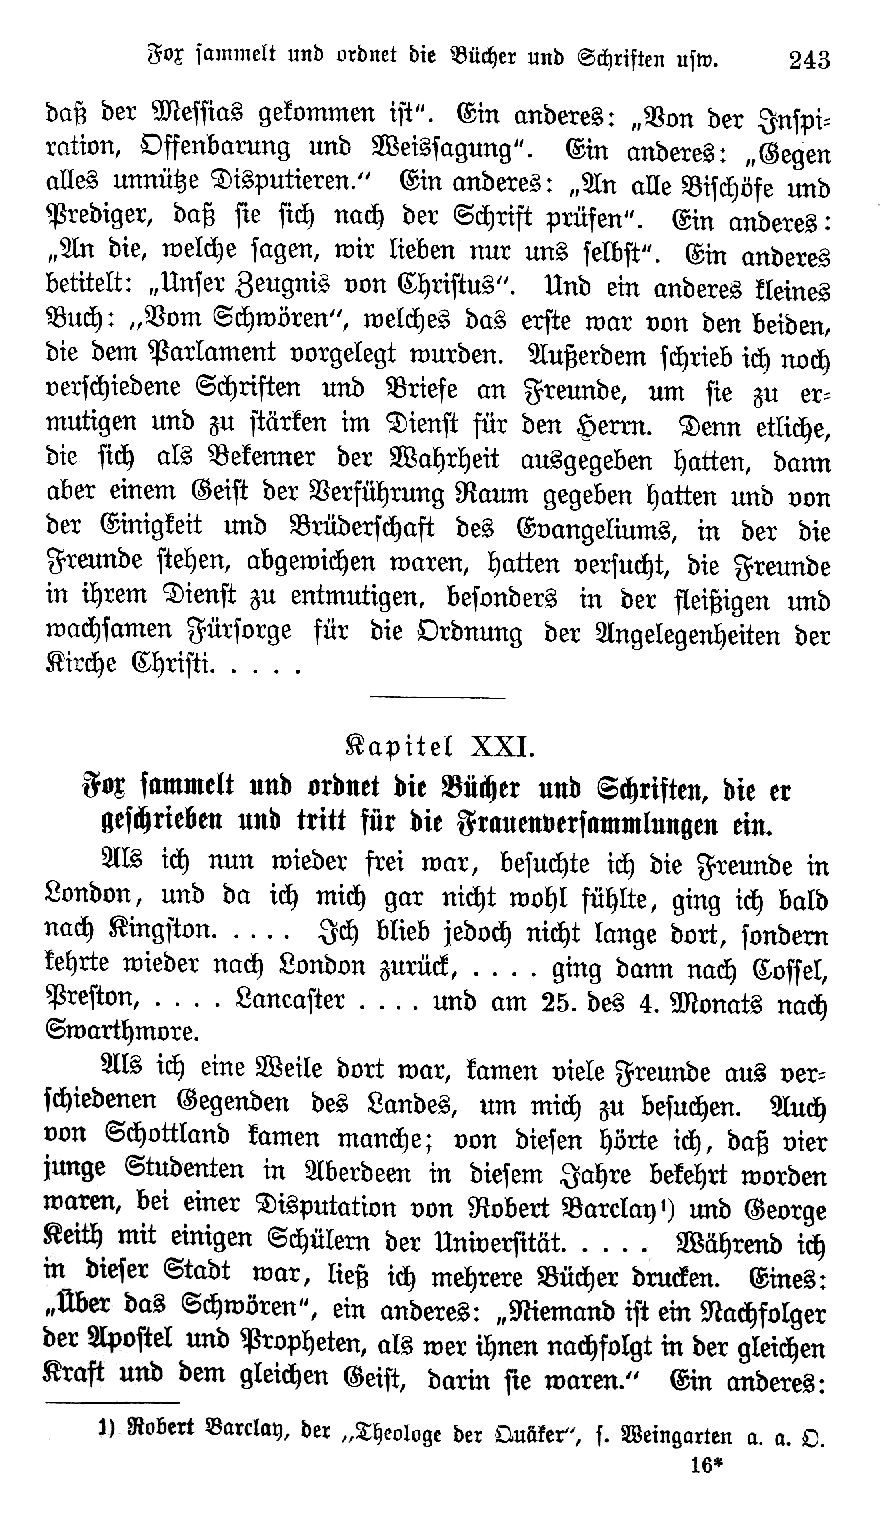 Fox sammelt und ordnet die Bücher und Schriften usw. 243
daß der Messias gekommen ist“. Ein anderes: „Von der Inspi-
ration, Offenbarung und Weissagung“. Ein anderes: „Gegen
alles unnütze Disputieren.“ Ein anderes: „An alle Bischöfe und
Prediger, daß sie sich nach der Schrift prüfen“. Ein anderes:
„An die, welche sagen, wir lieben nur uns selbst“. Ein anderes
betitelt: „Unser Zeugnis von Christus“. Und ein anderes kleines
Buch: „Vom Schwören“, welches das erste war von den beiden,
die dem Parlament vorgelegt wurden. Außerdem schrieb ich noch
verschiedene Schriften und Briefe an Freunde, um sie zu er-
mutigen und zu stärken im Dienst für den Herrn. Denn etliche,
die sich als Bekenner der Wahrheit ausgegeben hatten, dann
aber einem Geist der Verführung Raum gegeben hatten und von
der Einigkeit und Brüderschaft des Evangeliums, in der die
Freunde stehen, abgewichen waren, hatten versucht, die Freunde
in ihrem Dienst zu entmutigen, besonders in der fleißigen und
wachsamen Fürsorge für die Ordnung der Angelegenheiten der
Kirche Christi. . . . .
Kapitel XXI.
Fox sammelt und ordnet die Bücher und Schriften, die er
geschrieben und tritt für die Frauenversammlungen ein.
Als ich nun wieder frei war, besuchte ich die Freunde in
London, und da ich mich gar nicht wohl fühlte, ging ich bald
nach Kingston. . . . . Ich blieb jedoch nicht lange dort, sondern
kehrte wieder nach London zurück, . . . . ging dann nach Cossel,
Preston, . . . . Lancaster . . . . und am 25. des 4. Monats nach
Swarthmore.
Als ich eine Weile dort war, kamen viele Freunde aus ver-
schiedenen Gegenden des Landes, um mich zu besuchen. Auch
von Schottland kamen manche; von diesen hörte ich, daß vier
junge Studenten in Aberdeen in diesem Jahre bekehrt worden
waren, bei einer Disputation von Robert Barclay¹) und George
Keith mit einigen Schülern der Universität. . . . . Während ich
in dieser Stadt war, ließ ich mehrere Bücher drucken. Eines:
„Über das Schwören“, ein anderes: „Niemand ist ein Nachfolger
der Apostel und Propheten, als wer ihnen nachfolgt in der gleichen
Kraft und dem gleichen Geist, darin sie waren.“ Ein anderes:
1) Robert Barclay, der „Theologe der Quäker“, s. Weingarten a. a. O.
16*